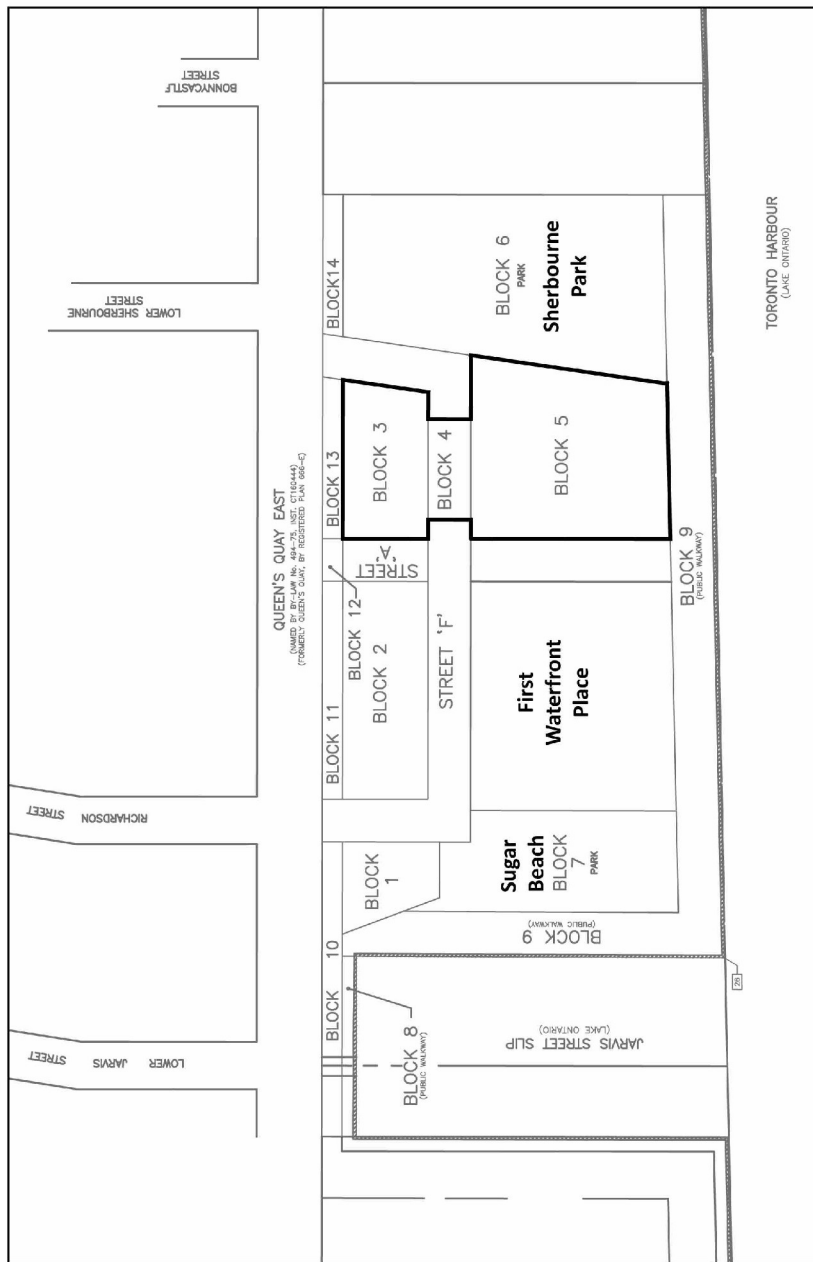 BONNYCASTLE
STREET
LOWER SHERBOURNE
STREET
BLOCK14
BLOCK 6
PARK
Sherbourne
Park
TORONTO HARBOUR
(LAKE ONTARIO)
QUEEN'S QUAY EAST
(NAMED BY BY-LAW No. 494-75, INST. CT160444)
(FORMERLY QUEEN'S QUAY, BY REGISTERED PLAN 666-E)
BLOCK 13
BLOCK 3
BLOCK 4
BLOCK 5
STREET
'A'
BLOCK 12
BLOCK 11
BLOCK 2
STREET 'F'
First
Waterfront
Place
BLOCK 9
(PUBLIC WALKWAY)
RICHARDSON STREET
BLOCK
1
Sugar
Beach
BLOCK
7
PARK
BLOCK 9
(PUBLIC WALKWAY)
BLOCK 10
LOWER JARVIS STREET
BLOCK 8
(PUBLIC WALKWAY)
JARVIS STREET SLIP
(LAKE ONTARIO)